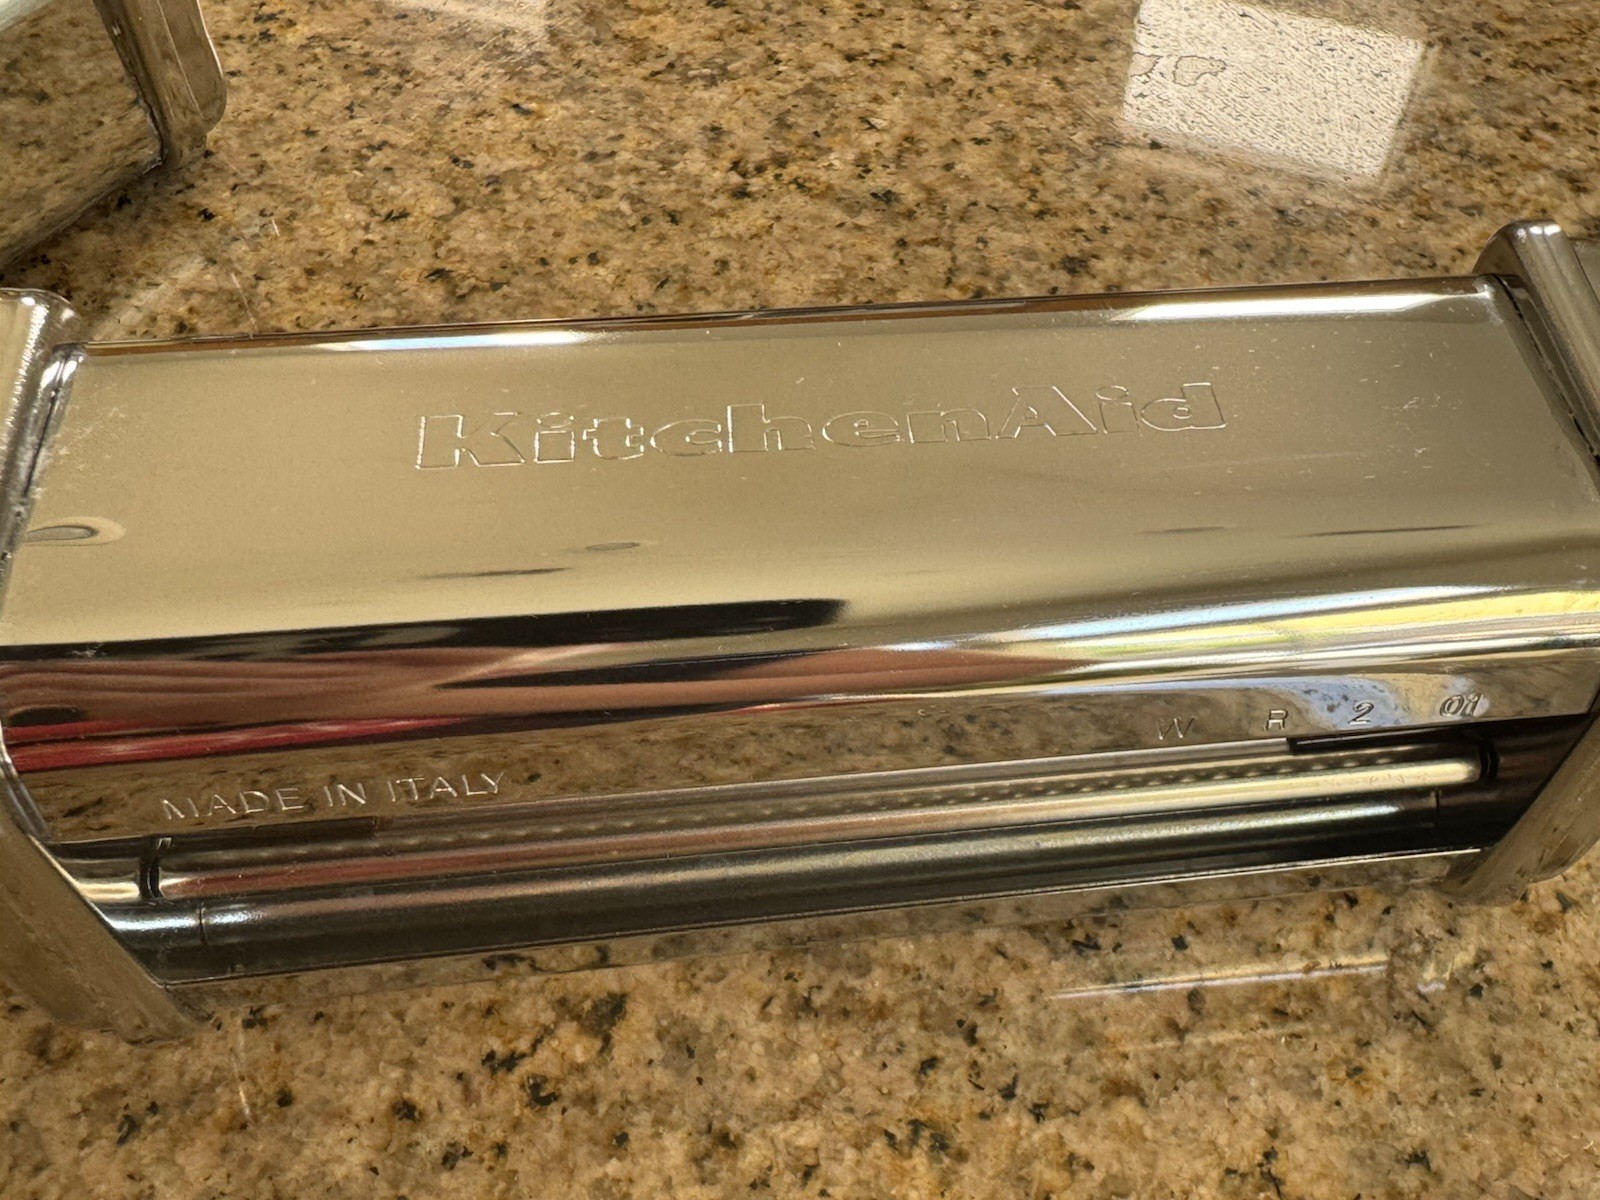 KitchenAid
W R 2 01
MADE IN ITALY